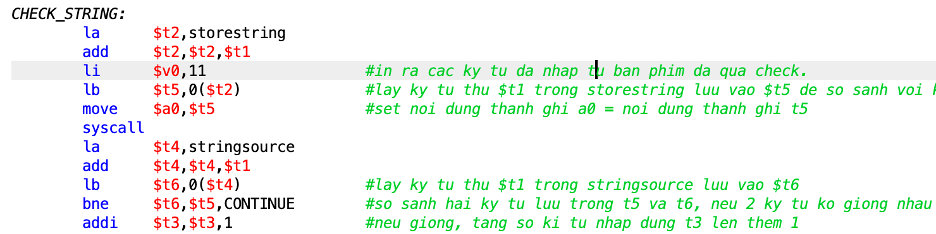 CHECK_STRING:
la $t2,storestring
add $t2,$t2,$t1
li $v0,11 #in ra cac ky tu da nhap tu ban phim da qua check.
lb $t5,0($t2) #lay ky tu thu $t1 trong storestring luu vao $t5 de so sanh voi
move $a0,$t5 #set noi dung thanh ghi a0 = noi dung thanh ghi t5
syscall
la $t4,stringsource
add $t4,$t4,$t1
lb $t6,0($t4) #lay ky tu thu $t1 trong stringsource luu vao $t6
bne $t6,$t5,CONTINUE #so sanh hai ky tu luu trong t5 va t6, neu 2 ky tu ko giong nhau
addi $t3,$t3,1 #neu giong, tang so ki tu nhap dung t3 len them 1